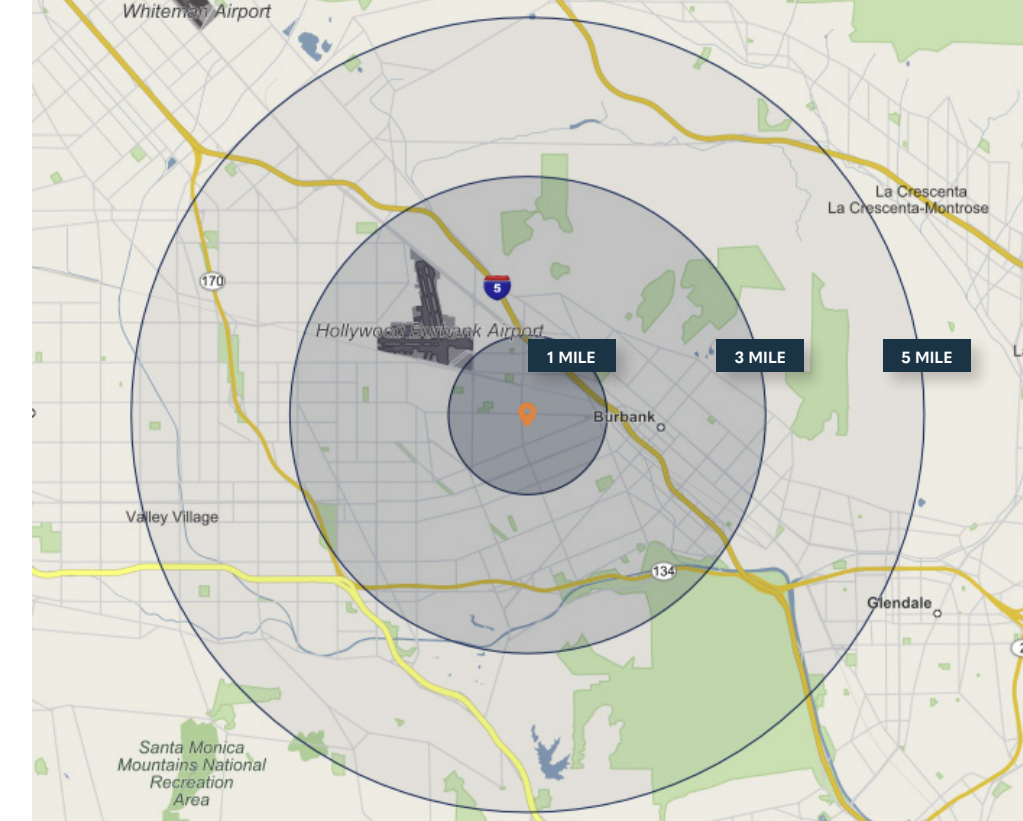 Whiteman Airport
La Crescenta
La Crescenta-Montrose
170
5
Hollywood Burbank Airport
1 MILE
3 MILE
5 MILE
Burbank
Valley Village
134
Glendale
Santa Monica
Mountains National
Recreation
Area